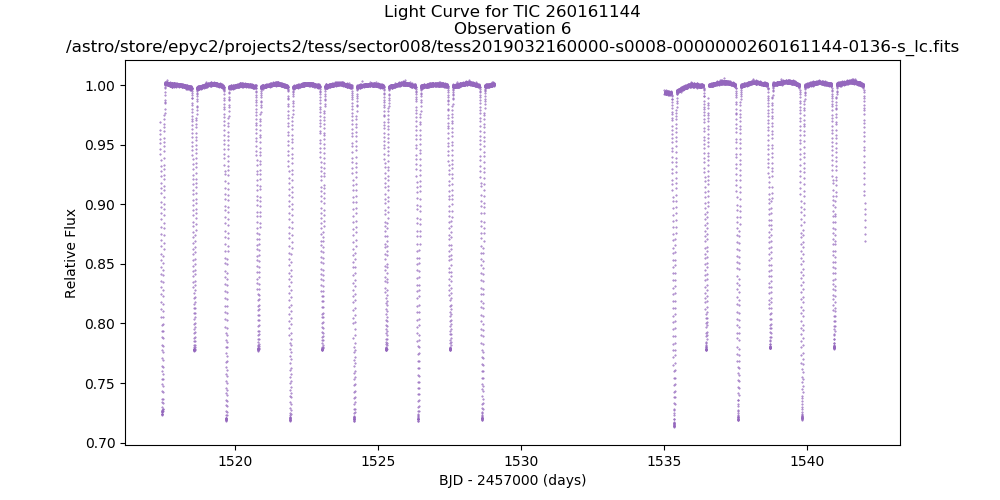 Light Curve for TIC 260161144
Observation 6
/astro/store/epyc2/projects2/tess/sector008/tess2019032160000-s0008-0000000260161144-0136-s_lc.fits
1.00
0.95
0.90
0.85
0.80
0.75
0.70
Relative Flux
1520
1525
1530
1535
1540
BJD - 2457000 (days)